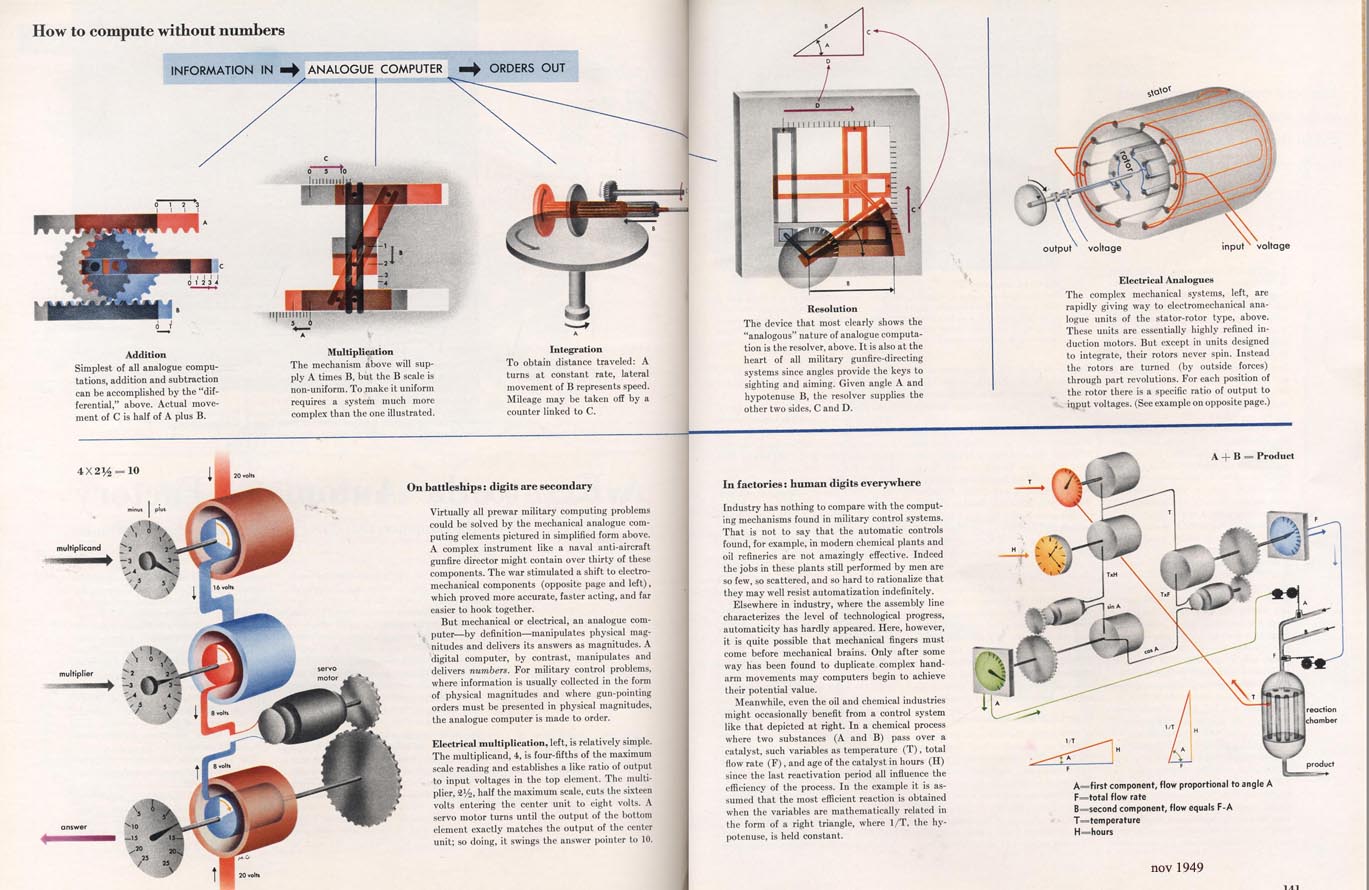 How to compute without numbers
INFORMATION IN ➡ ANALOGUE COMPUTER ➡ ORDERS OUT
0 1 2 3
A
C
0 1 2 3 4
B
0 1
Addition
Simplest of all analogue compu-
tations, addition and subtraction
can be accomplished by the “dif-
ferential,” above. Actual move-
ment of C is half of A plus B.
C
0 5 10
1
2
3
4
B
5 0
A
Multiplication
The mechanism above will sup-
ply A times B, but the B scale is
non-uniform. To make it uniform
requires a system much more
complex than the one illustrated.
C
B
A
Integration
To obtain distance traveled: A
turns at constant rate, lateral
movement of B represents speed.
Mileage may be taken off by a
counter linked to C.
B
C
A
D
D
C
B
Resolution
The device that most clearly shows the
“analogous” nature of analogue computa-
tion is the resolver, above. It is also at the
heart of all military gunfire-directing
systems since angles provide the keys to
sighting and aiming. Given angle A and
hypotenuse B, the resolver supplies the
other two sides, C and D.
stator
rotor
output voltage
input voltage
Electrical Analogues
The complex mechanical systems, left, are
rapidly giving way to electromechanical ana-
logue units of the stator-rotor type, above.
These units are essentially highly refined in-
duction motors. But except in units designed
to integrate, their rotors never spin. Instead
the rotors are turned (by outside forces)
through part revolutions. For each position of
the rotor there is a specific ratio of output to
input voltages. (See example on opposite page.)
4 × 2½ = 10
20 volts
minus plus
multiplicand
16 volts
multiplier
servo
motor
8 volts
8 volts
answer
20 volts
On battleships: digits are secondary
Virtually all prewar military computing problems
could be solved by the mechanical analogue com-
puting elements pictured in simplified form above.
A complex instrument like a naval anti-aircraft
gunfire director might contain over thirty of these
components. The war stimulated a shift to electro-
mechanical components (opposite page and left),
which proved more accurate, faster acting, and far
easier to hook together.
But mechanical or electrical, an analogue com-
puter—by definition—manipulates physical mag-
nitudes and delivers its answers as magnitudes. A
digital computer, by contrast, manipulates and
delivers numbers. For military control problems,
where information is usually collected in the form
of physical magnitudes and where gun-pointing
orders must be presented in physical magnitudes,
the analogue computer is made to order.
Electrical multiplication, left, is relatively simple.
The multiplicand, 4, is four-fifths of the maximum
scale reading and establishes a like ratio of output
to input voltages in the top element. The multi-
plier, 2½, half the maximum scale, cuts the sixteen
volts entering the center unit to eight volts. A
servo motor turns until the output of the bottom
element exactly matches the output of the center
unit; so doing, it swings the answer pointer to 10.
In factories: human digits everywhere
Industry has nothing to compare with the comput-
ing mechanisms found in military control systems.
That is not to say that the automatic controls
found, for example, in modern chemical plants and
oil refineries are not amazingly effective. Indeed
the jobs in these plants still performed by men are
so few, so scattered, and so hard to rationalize that
they may well resist automatization indefinitely.
Elsewhere in industry, where the assembly line
characterizes the level of technological progress,
automaticity has hardly appeared. Here, however,
it is quite possible that mechanical fingers must
come before mechanical brains. Only after some
way has been found to duplicate complex hand-
arm movements may computers begin to achieve
their potential value.
Meanwhile, even the oil and chemical industries
might occasionally benefit from a control system
like that depicted at right. In a chemical process
where two substances (A and B) pass over a
catalyst, such variables as temperature (T), total
flow rate (F), and age of the catalyst in hours (H)
since the last reactivation period all influence the
efficiency of the process. In the example it is as-
sumed that the most efficient reaction is obtained
when the variables are mathematically related in
the form of a right triangle, where 1/T, the hy-
potenuse, is held constant.
A + B = Product
T
H
T
F
TxH
TxF
sin A
cos A
A
A
B
F
T
reaction
chamber
product
1/T
H
A
F
1/T
H
A
F
A=first component, flow proportional to angle A
F=total flow rate
B=second component, flow equals F-A
T=temperature
H=hours
nov 1949
141